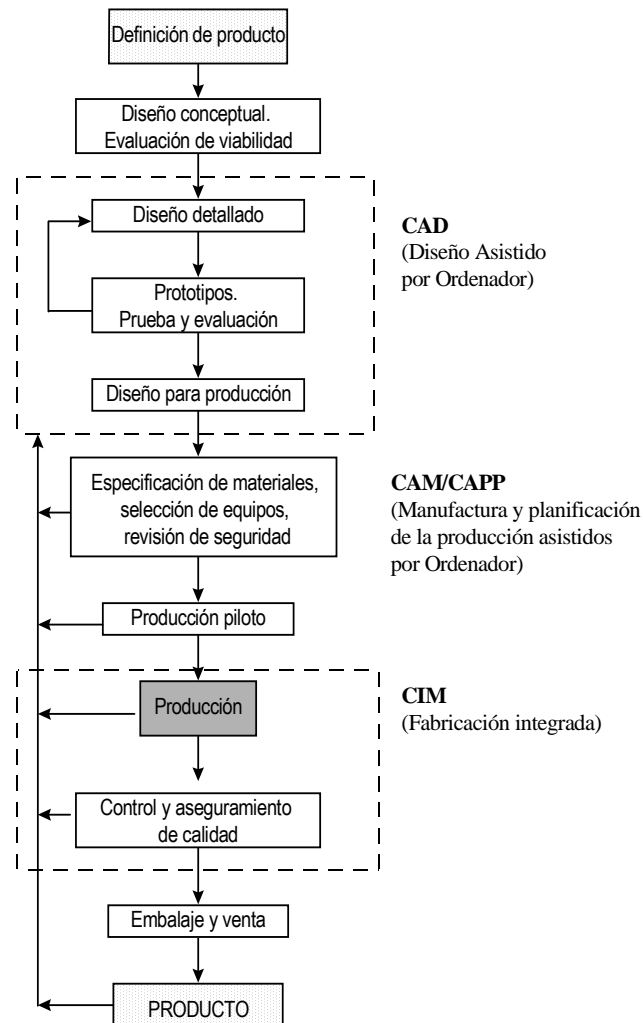 Definición de producto
Diseño conceptual.
Evaluación de viabilidad
Diseño detallado
Prototipos.
Prueba y evaluación
Diseño para producción
CAD
(Diseño Asistido
por Ordenador)
Especificación de materiales,
selección de equipos,
revisión de seguridad
CAM/CAPP
(Manufactura y planificación
de la producción asistidos
por Ordenador)
Producción piloto
Producción
CIM
(Fabricación integrada)
Control y aseguramiento
de calidad
Embalaje y venta
PRODUCTO